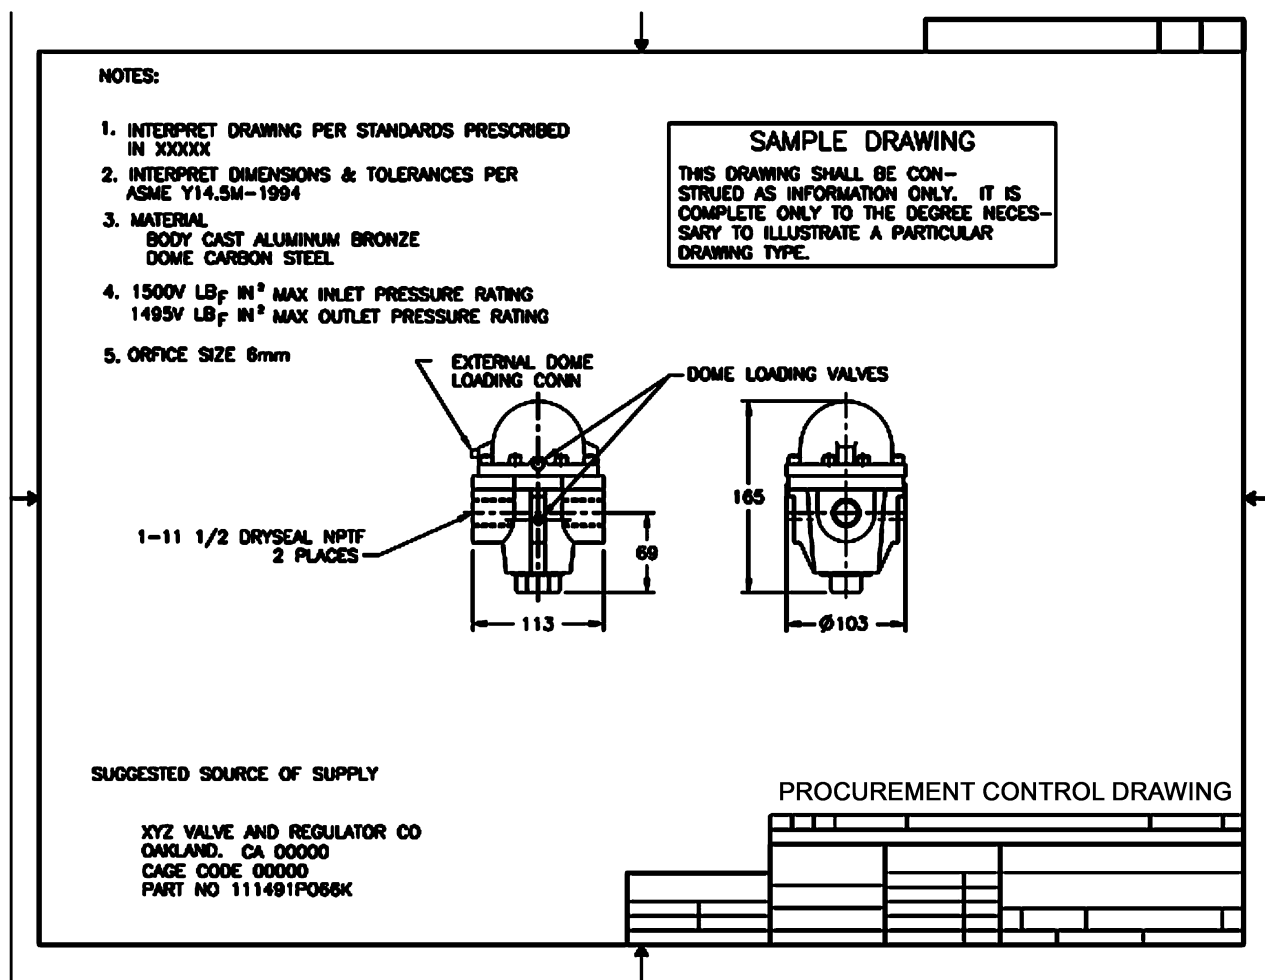 NOTES:
1. INTERPRET DRAWING PER STANDARDS PRESCRIBED
IN XXXXX
2. INTERPRET DIMENSIONS & TOLERANCES PER
ASME Y14.5M-1994
3. MATERIAL
BODY CAST ALUMINUM BRONZE
DOME CARBON STEEL
4. 1500V LBF IN² MAX INLET PRESSURE RATING
1495V LBF IN² MAX OUTLET PRESSURE RATING
5. ORFICE SIZE 6mm
SAMPLE DRAWING
THIS DRAWING SHALL BE CON-
STRUED AS INFORMATION ONLY. IT IS
COMPLETE ONLY TO THE DEGREE NECES-
SARY TO ILLUSTRATE A PARTICULAR
DRAWING TYPE.
EXTERNAL DOME
LOADING CONN
DOME LOADING VALVES
1-11 1/2 DRYSEAL NPTF
2 PLACES
69
113
165
Ø103
SUGGESTED SOURCE OF SUPPLY
XYZ VALVE AND REGULATOR CO
OAKLAND. CA 00000
CAGE CODE 00000
PART NO 111491PO66K
PROCUREMENT CONTROL DRAWING